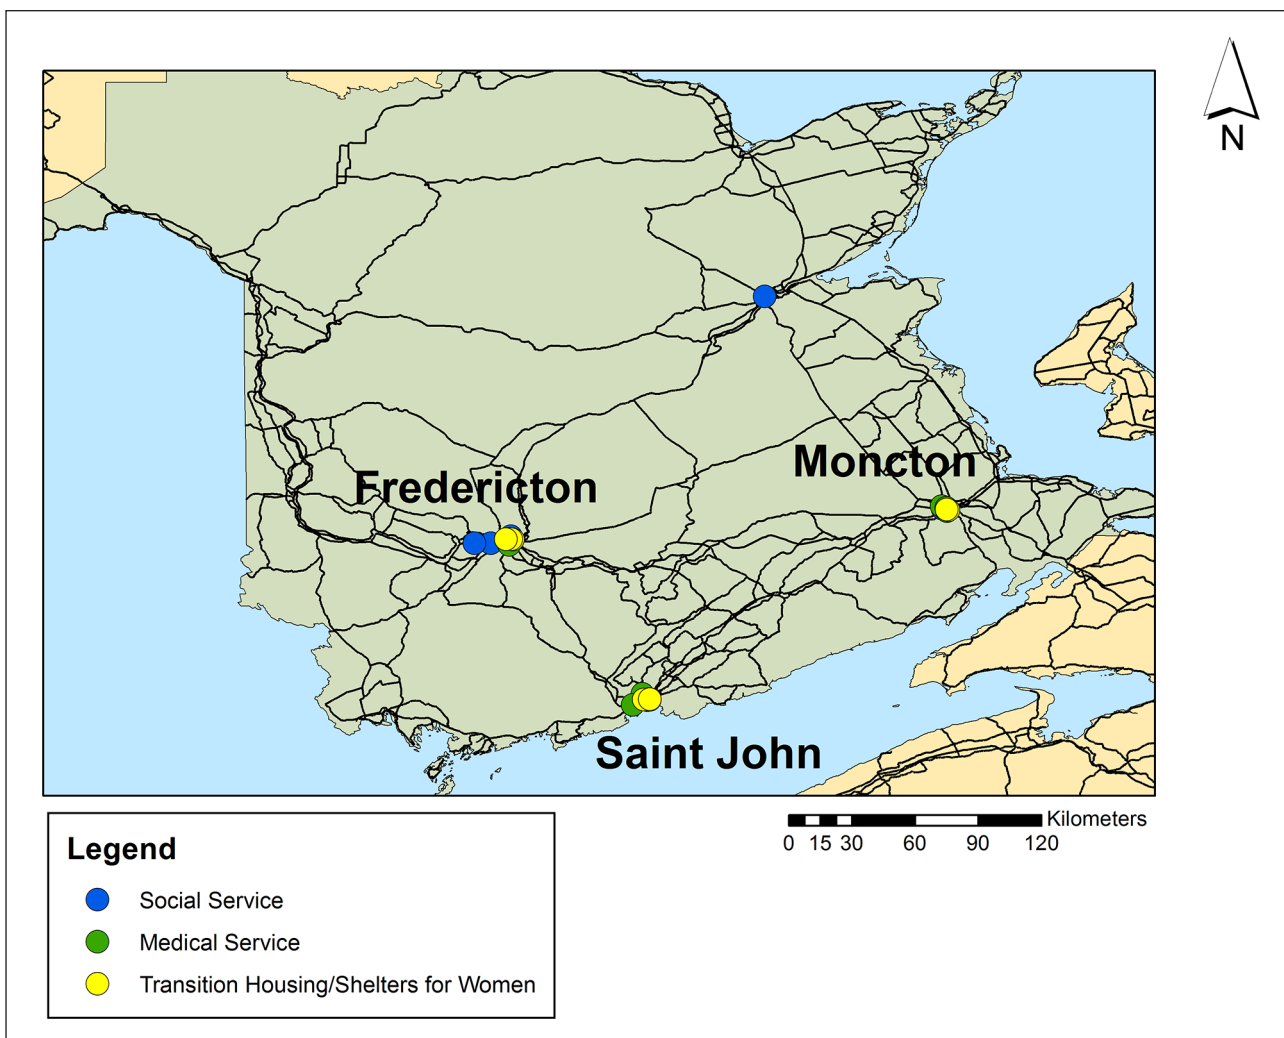 N
Moncton
Fredericton
Saint John
Kilometers
0 15 30 60 90 120
Legend
Social Service
Medical Service
Transition Housing/Shelters for Women